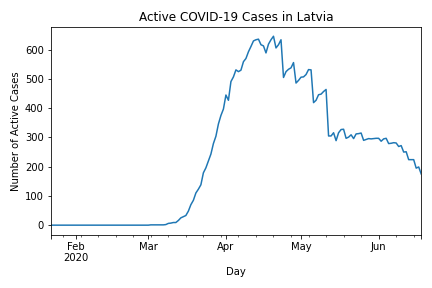 Active COVID-19 Cases in Latvia
Number of Active Cases
600
500
400
300
200
100
0
Feb
2020
Mar
Apr
May
Jun
Day